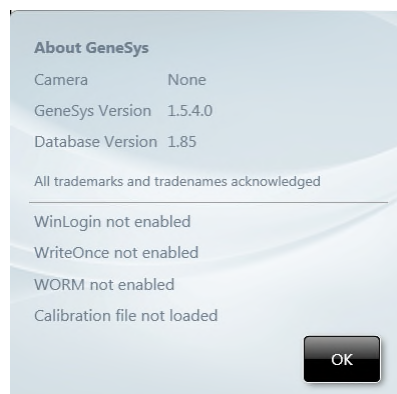 About GeneSys
Camera None
GeneSys Version 1.5.4.0
Database Version 1.85
All trademarks and tradenames acknowledged
WinLogin not enabled
WriteOnce not enabled
WORM not enabled
Calibration file not loaded
OK